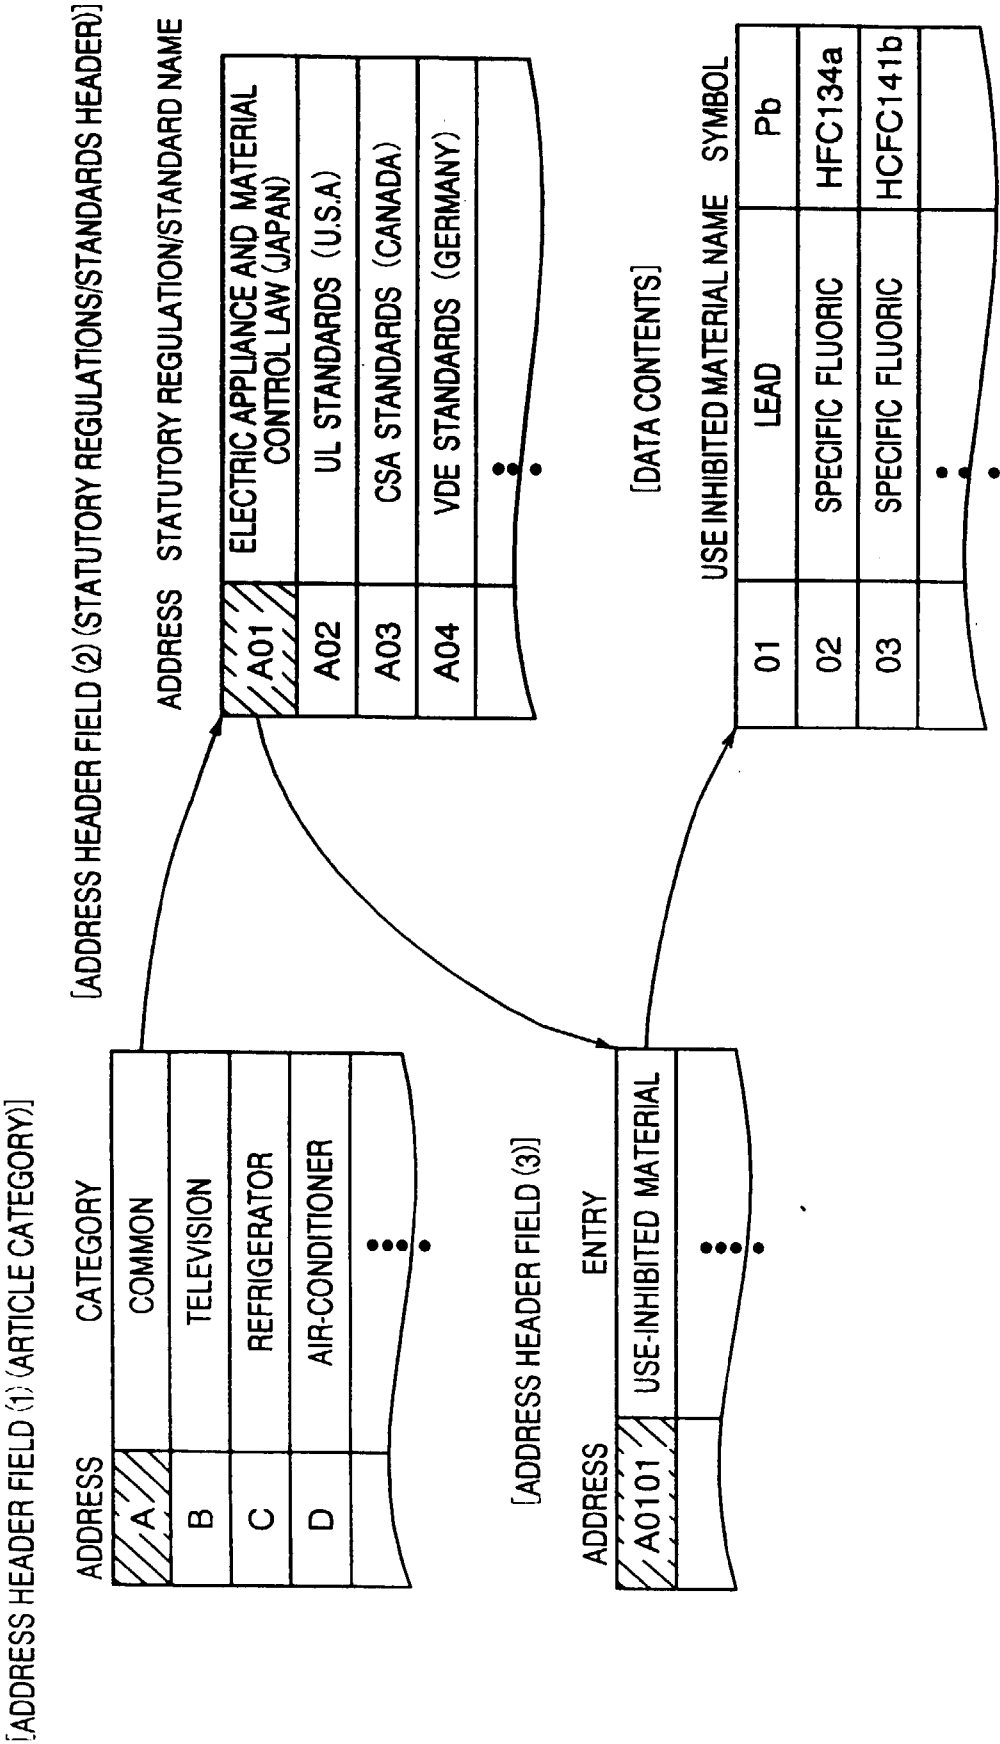 [ADDRESS HEADER FIELD (1) (ARTICLE CATEGORY)]
ADDRESS CATEGORY
A COMMON
B TELEVISION
C REFRIGERATOR
D AIR-CONDITIONER
[ADDRESS HEADER FIELD (2) (STATUTORY REGULATIONS/STANDARDS HEADER)]
ADDRESS STATUTORY REGULATION/STANDARD NAME
A01 ELECTRIC APPLIANCE AND MATERIAL
CONTROL LAW (JAPAN)
A02 UL STANDARDS (U.S.A)
A03 CSA STANDARDS (CANADA)
A04 VDE STANDARDS (GERMANY)
[ADDRESS HEADER FIELD (3)]
ADDRESS ENTRY
A0101 USE-INHIBITED MATERIAL
[DATA CONTENTS]
USE INHIBITED MATERIAL NAME SYMBOL
01 LEAD Pb
02 SPECIFIC FLUORIC HFC134a
03 SPECIFIC FLUORIC HCFC141b